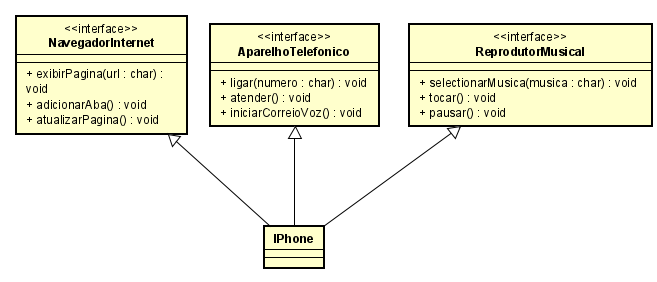 <<interface>>
NavegadorInternet
+ exibirPagina(url : char) :
void
+ adicionarAba() : void
+ atualizarPagina() : void
<<interface>>
AparelhoTelefonico
+ ligar(numero : char) : void
+ atender() : void
+ iniciarCorreioVoz() : void
<<interface>>
ReprodutorMusical
+ selectionarMusica(musica : char) : void
+ tocar() : void
+ pausar() : void
IPhone